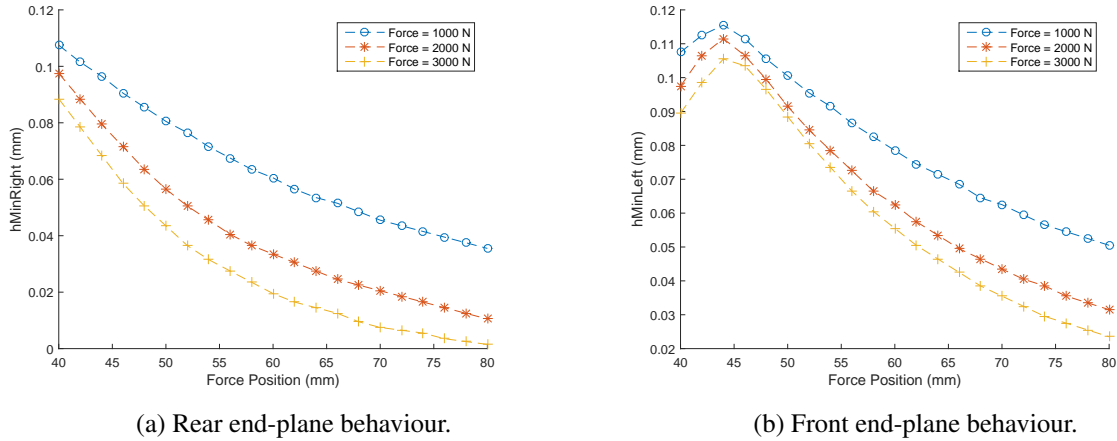 Force = 1000 N
Force = 2000 N
Force = 3000 N
0.12
0.1
0.08
0.06
0.04
0.02
0
hMinRight (mm)
40 45 50 55 60 65 70 75 80
Force Position (mm)
(a) Rear end-plane behaviour.
Force = 1000 N
Force = 2000 N
Force = 3000 N
0.12
0.11
0.1
0.09
0.08
0.07
0.06
0.05
0.04
0.03
0.02
hMinLeft (mm)
40 45 50 55 60 65 70 75 80
Force Position (mm)
(b) Front end-plane behaviour.